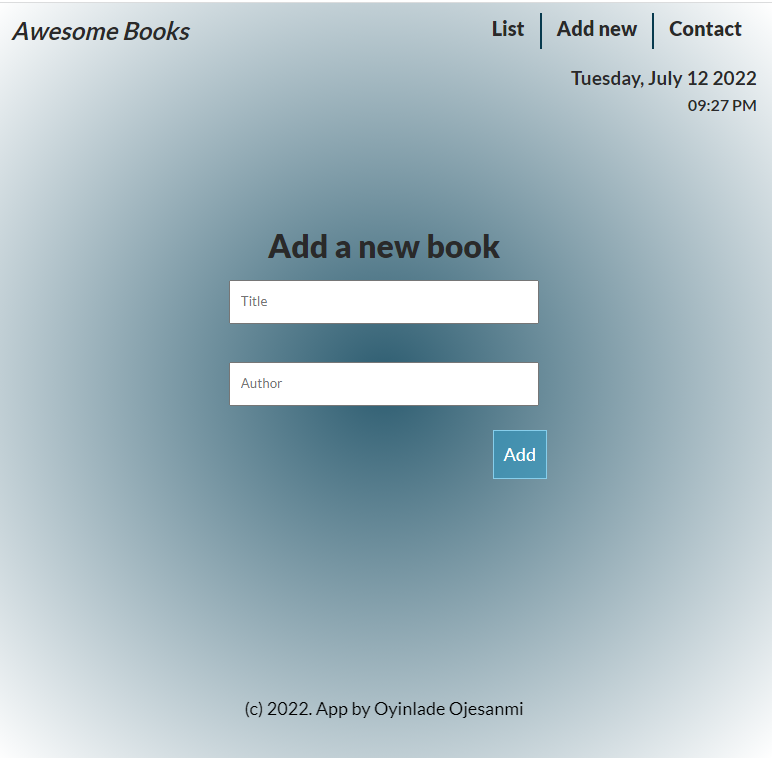 Awesome Books
List
Add new
Contact
Tuesday, July 12 2022
09:27 PM
Add a new book
Title
Author
Add
(c) 2022. App by Oyinlade Ojesanmi